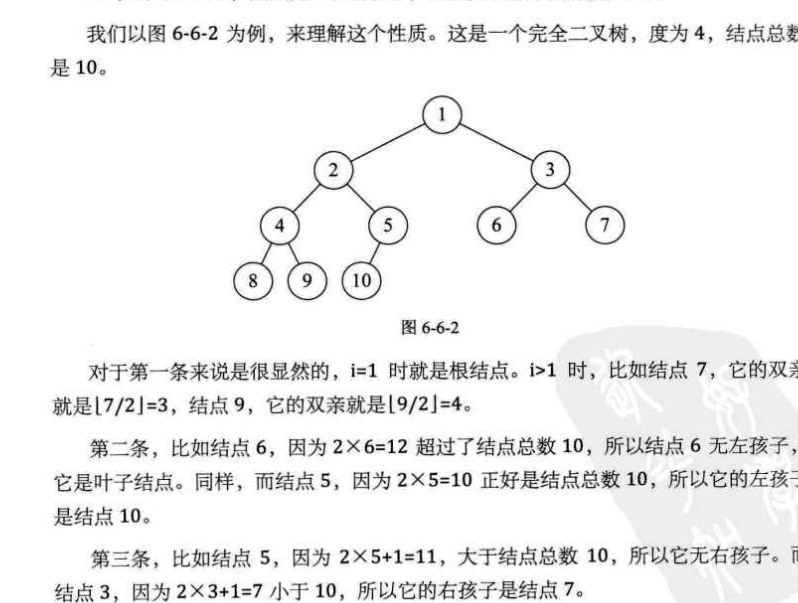 我们以图 6-6-2 为例，来理解这个性质。这是一个完全二叉树，度为 4，结点总数
是 10。
1
2 3
4 5 6 7
8 9 10
图 6-6-2
对于第一条来说是很显然的，i=1 时就是根结点。i>1 时，比如结点 7，它的双亲
就是⌊7/2⌋=3，结点 9，它的双亲就是⌊9/2⌋=4。
第二条，比如结点 6，因为 2×6=12 超过了结点总数 10，所以结点 6 无左孩子，
它是叶子结点。同样，而结点 5，因为 2×5=10 正好是结点总数 10，所以它的左孩子
是结点 10。
第三条，比如结点 5，因为 2×5+1=11，大于结点总数 10，所以它无右孩子。而
结点 3，因为 2×3+1=7 小于 10，所以它的右孩子是结点 7。